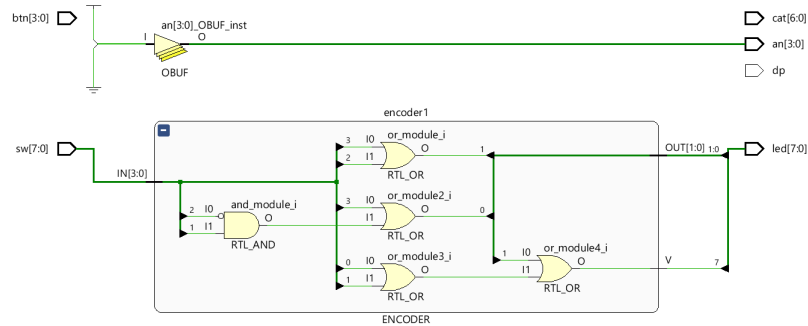 btn[3:0]
an[3:0]_OBUF_inst
I
O
OBUF
cat[6:0]
an[3:0]
dp
encoder1
sw[7:0]
IN[3:0]
3 I0 or_module_i
2 I1 O 1
RTL_OR
OUT[1:0] 1:0 led[7:0]
2 I0 and_module_i
1 I1 O
RTL_AND
3 I0 or_module2_i
I1 O 0
RTL_OR
0 I0 or_module3_i
1 I1 O
RTL_OR
1 I0 or_module4_i
I1 O
RTL_OR
V 7
ENCODER